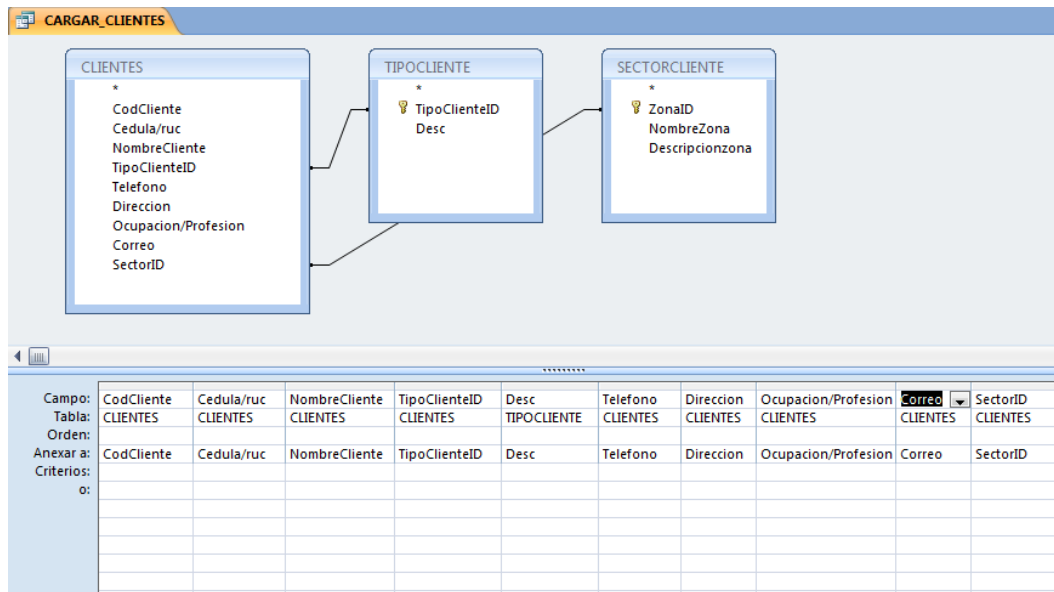 CARGAR_CLIENTES
CLIENTES
*
CodCliente
Cedula/ruc
NombreCliente
TipoClienteID
Telefono
Direccion
Ocupacion/Profesion
Correo
SectorID
TIPOCLIENTE
*
TipoClienteID
Desc
SECTORCLIENTE
*
ZonaID
NombreZona
Descripcionzona
Campo: CodCliente Cedula/ruc NombreCliente TipoClienteID Desc Telefono Direccion Ocupacion/Profesion Correo SectorID
Tabla: CLIENTES CLIENTES CLIENTES CLIENTES TIPOCLIENTE CLIENTES CLIENTES CLIENTES CLIENTES CLIENTES
Orden:
Anexar a: CodCliente Cedula/ruc NombreCliente TipoClienteID Desc Telefono Direccion Ocupacion/Profesion Correo SectorID
Criterios:
o: